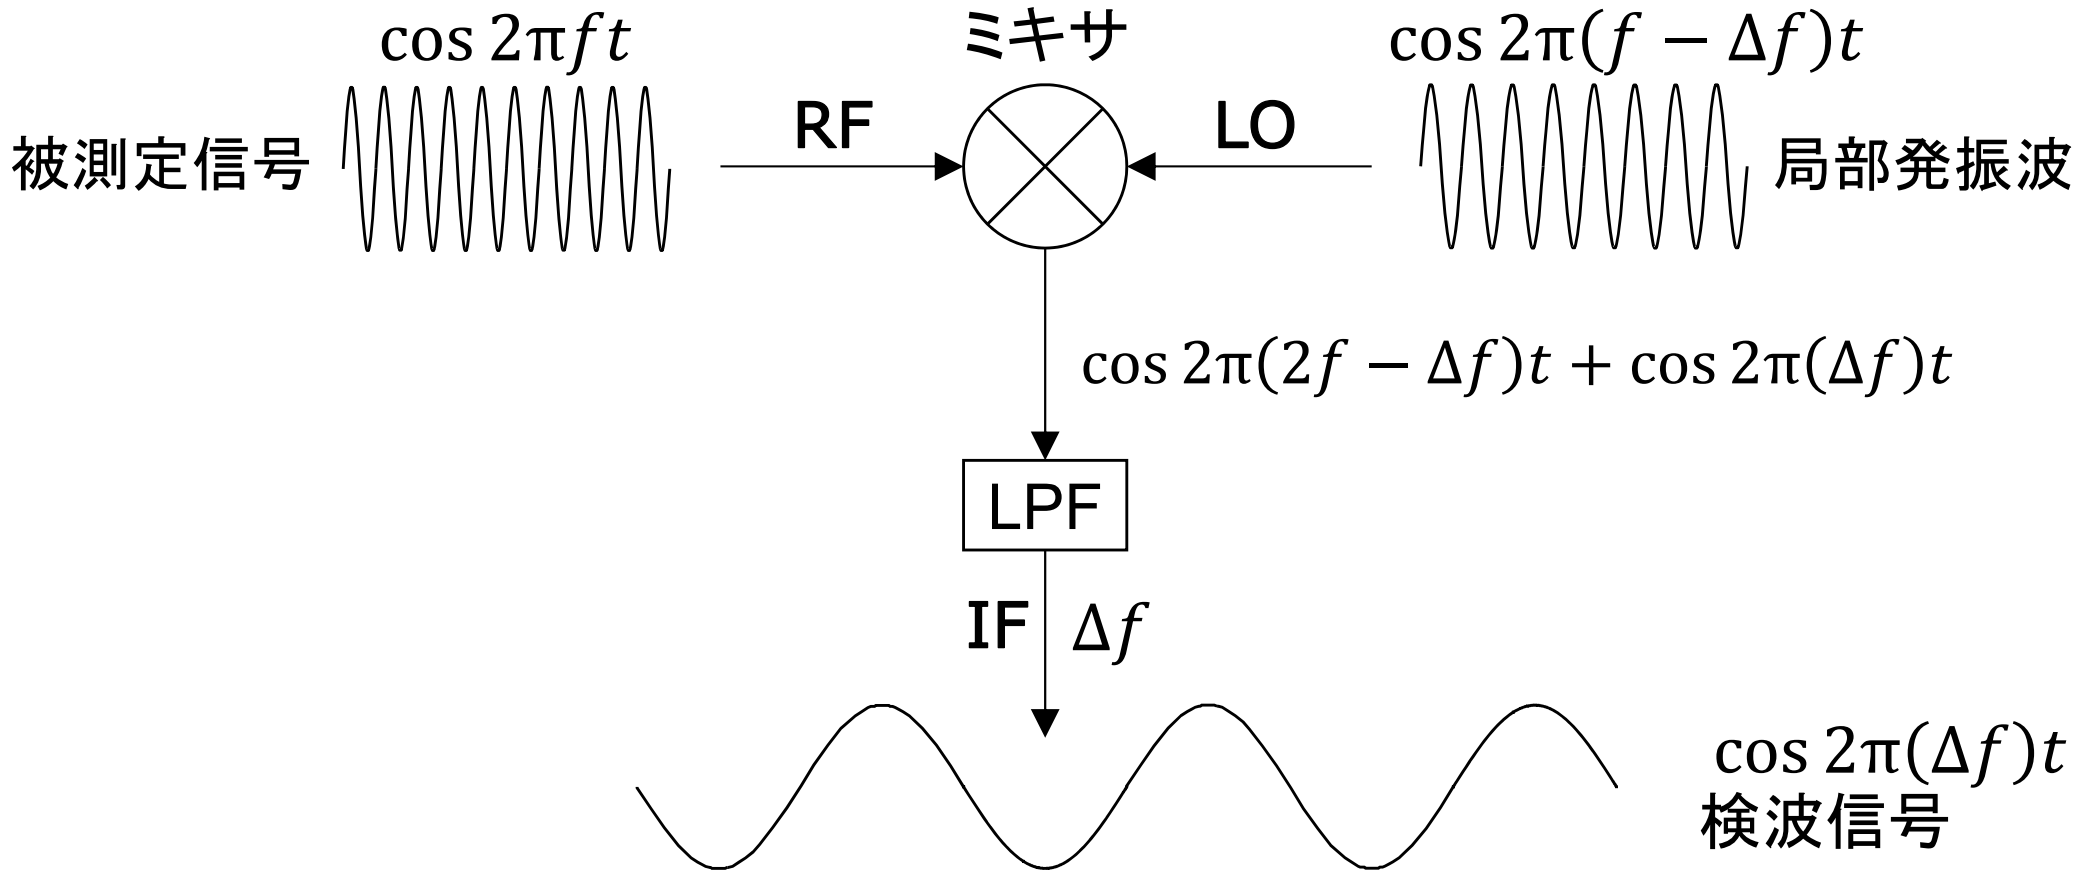 cos 2πft
ミキサ
cos 2π(f − Δf)t
被測定信号
RF
LO
局部発振波
cos 2π(2f − Δf)t + cos 2π(Δf)t
LPF
IF
Δf
cos 2π(Δf)t
検波信号